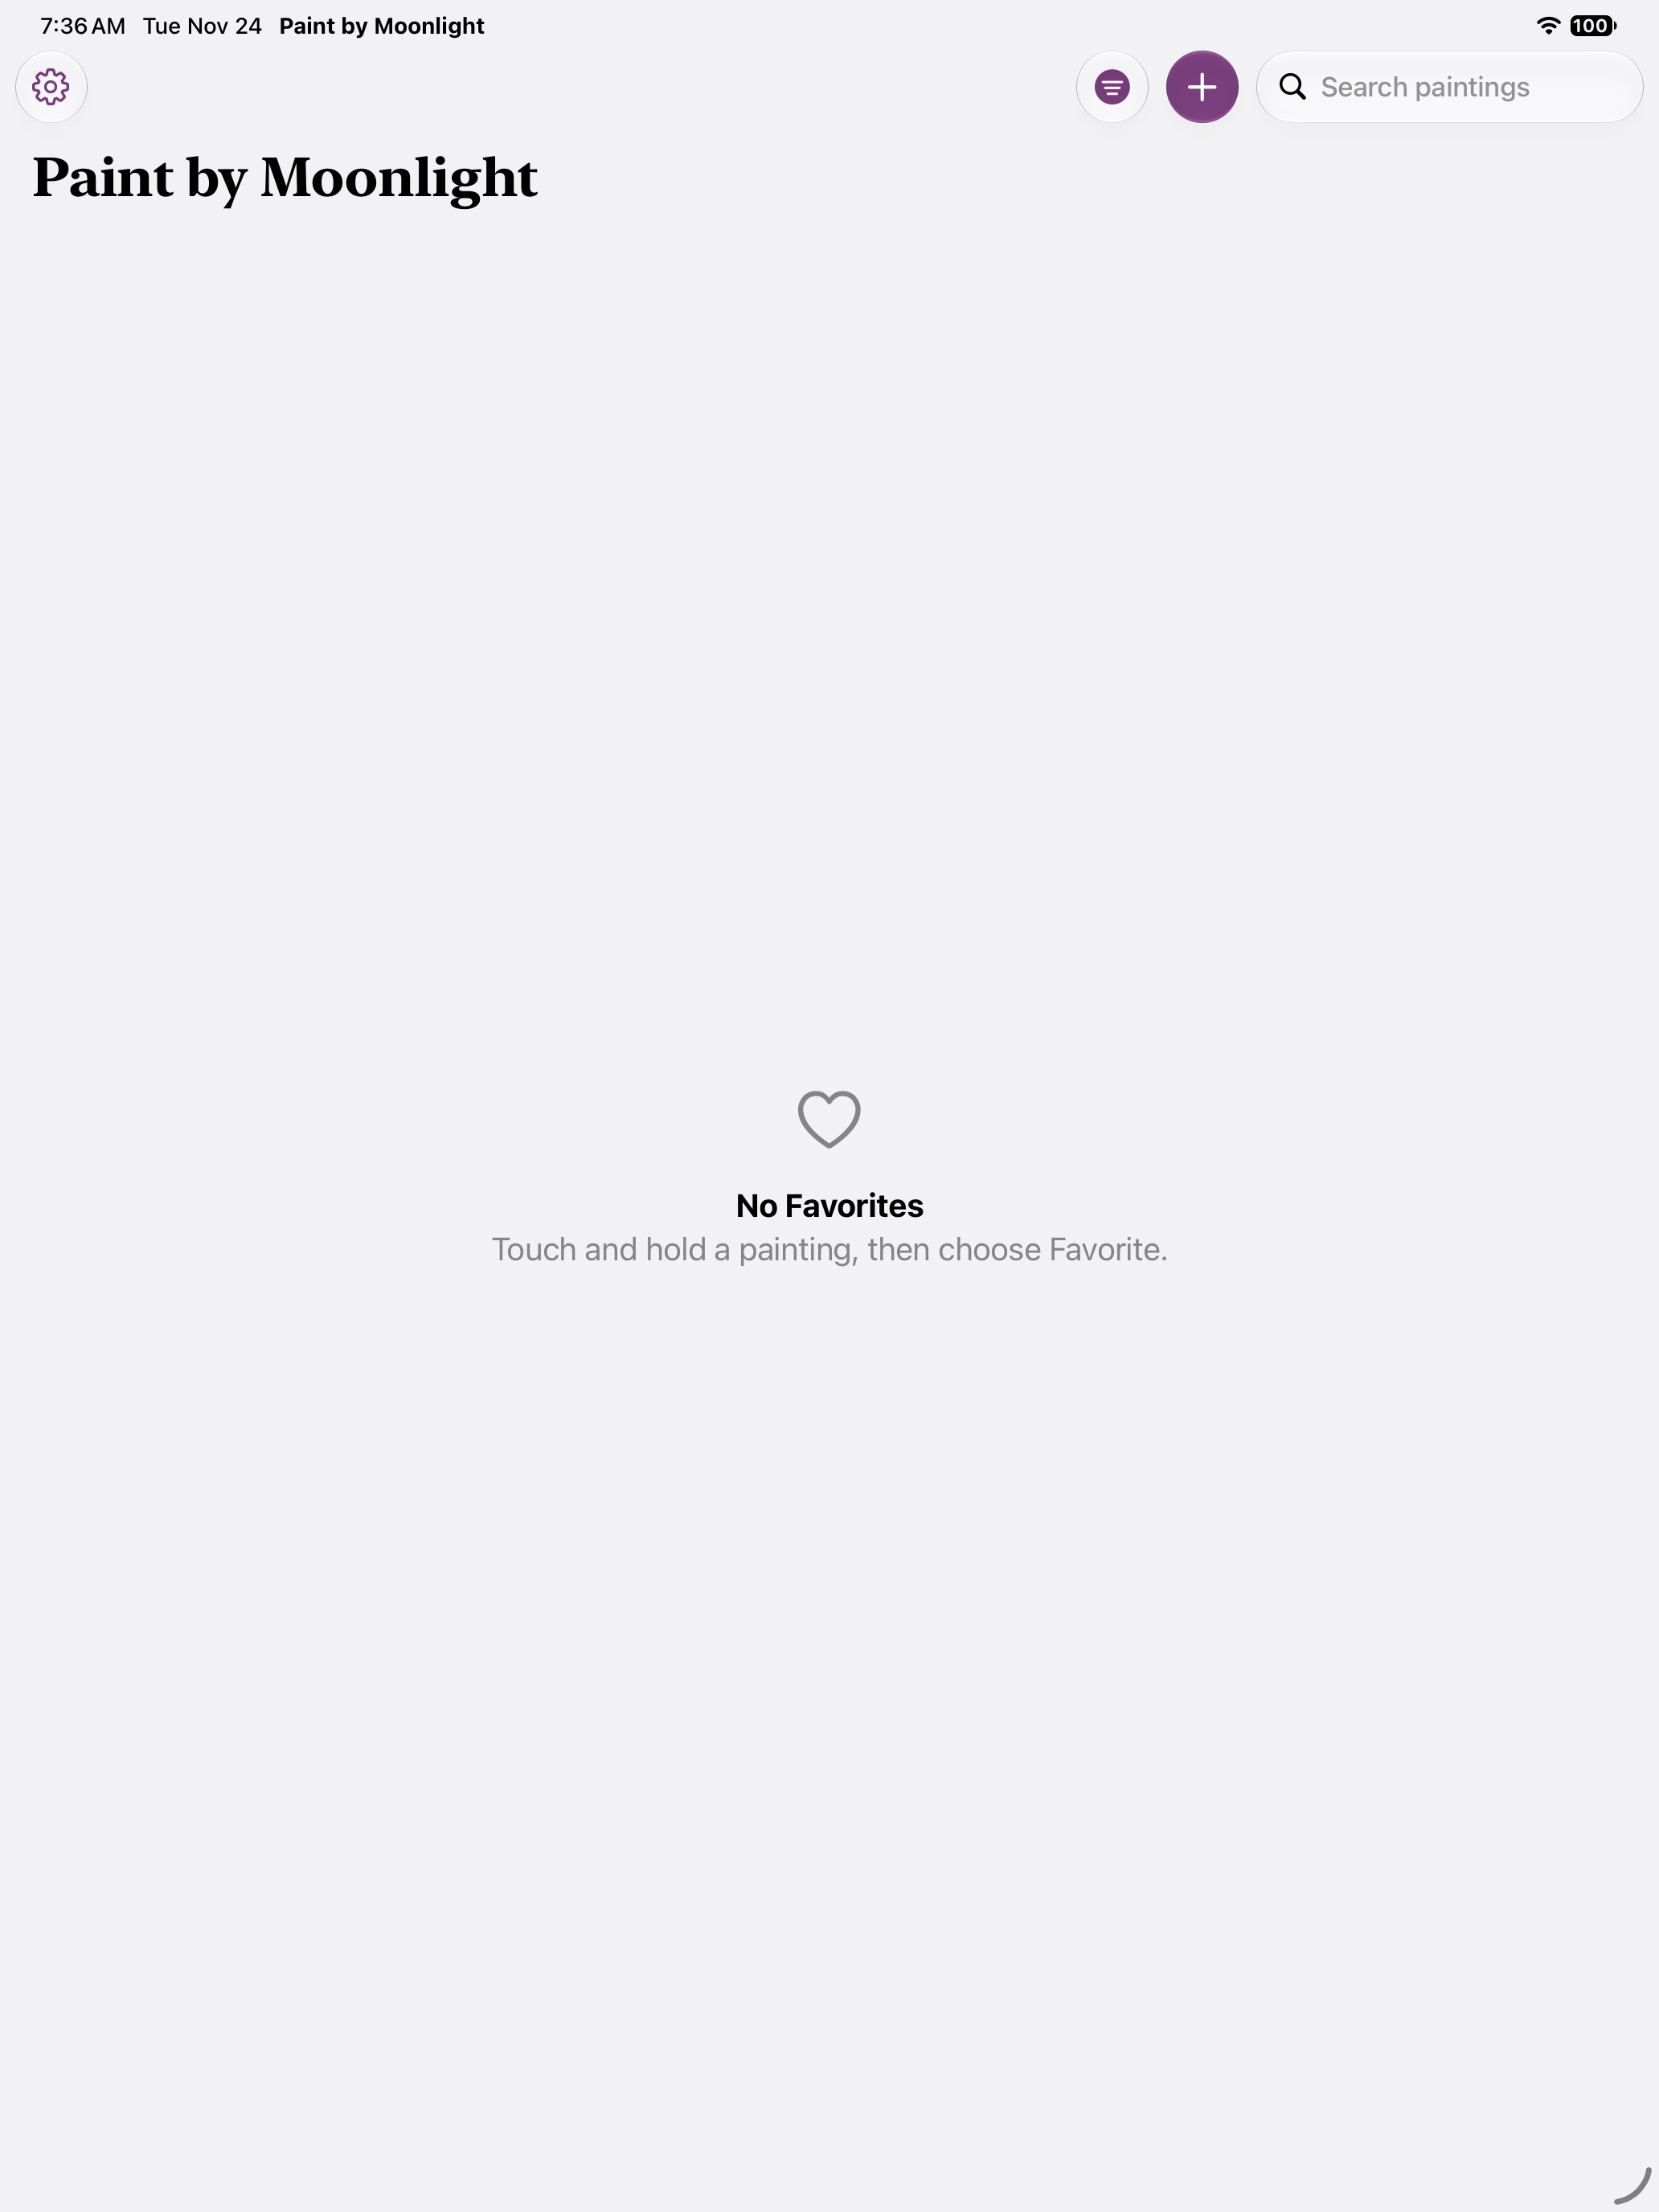 7:36 AM Tue Nov 24 Paint by Moonlight
100
Search paintings
Paint by Moonlight
No Favorites
Touch and hold a painting, then choose Favorite.